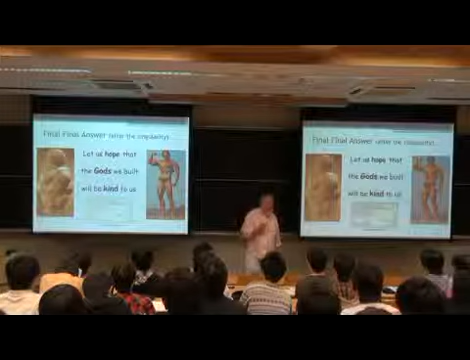 Final Final Answer (after the singularity)
Let us hope that
the Gods we built
will be kind to us
Final Final Answer (after the singularity)
Let us hope that
the Gods we built
will be kind to us